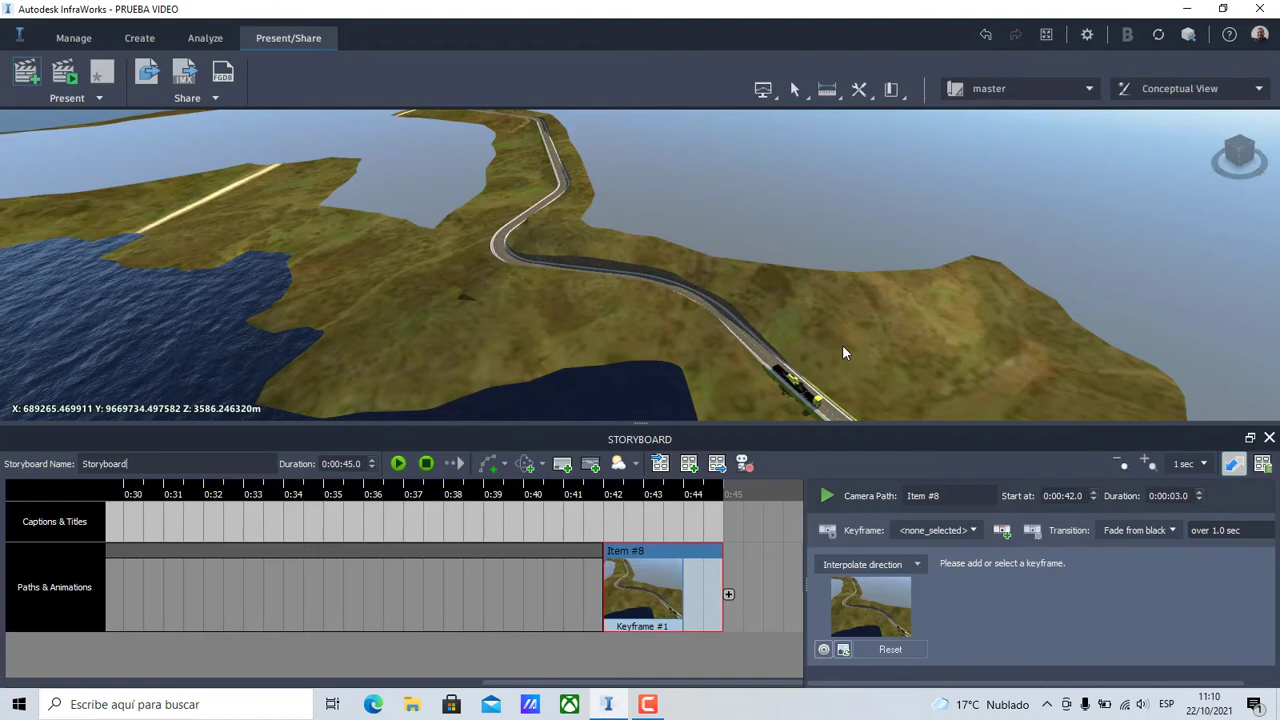 Autodesk InfraWorks - PRUEBA VIDEO
Manage Create Analyze Present/Share
IMX FGDB
Present Share
master Conceptual View
X: 689265.469911 Y: 9669734.497582 Z: 3586.246320m
STORYBOARD
Storyboard Name: Storyboard Duration: 0:00:45.0 1 sec
0:30 0:31 0:32 0:33 0:34 0:35 0:36 0:37 0:38 0:39 0:40 0:41 0:42 0:43 0:44 0:45
Camera Path: Item #8 Start at: 0:00:42.0 Duration: 0:00:03.0
Captions & Titles
Keyframe: <none_selected> Transition: Fade from black over 1.0 sec
Item #8
Interpolate direction Please add or select a keyframe.
Paths & Animations
Keyframe #1
Reset
Escribe aquí para buscar
17°C Nublado ESP 11:10
22/10/2021 1